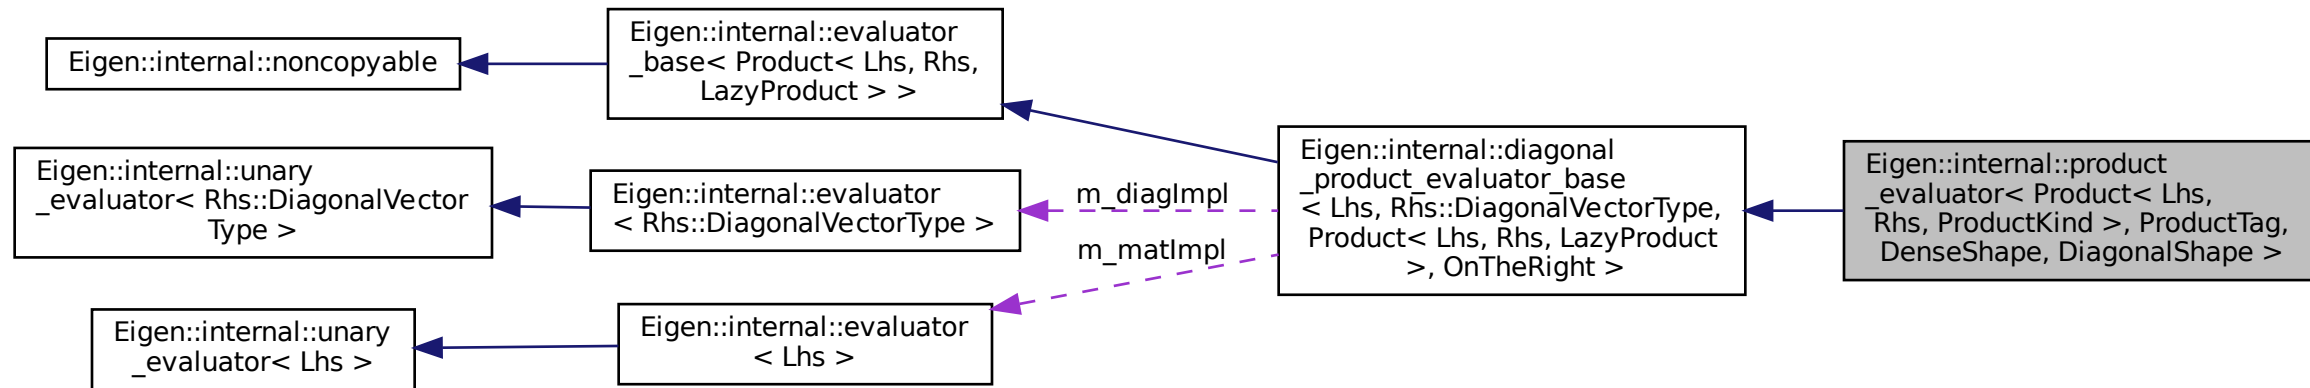 Eigen::internal::noncopyable
Eigen::internal::evaluator
_base< Product< Lhs, Rhs,
LazyProduct > >
Eigen::internal::unary
_evaluator< Rhs::DiagonalVector
Type >
Eigen::internal::evaluator
< Rhs::DiagonalVectorType >
m_diagImpl
m_matImpl
Eigen::internal::unary
_evaluator< Lhs >
Eigen::internal::evaluator
< Lhs >
Eigen::internal::diagonal
_product_evaluator_base
< Lhs, Rhs::DiagonalVectorType,
Product< Lhs, Rhs, LazyProduct
>, OnTheRight >
Eigen::internal::product
_evaluator< Product< Lhs,
Rhs, ProductKind >, ProductTag,
DenseShape, DiagonalShape >